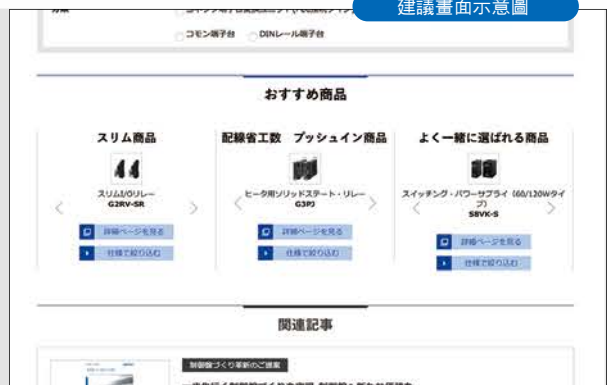 建議畫面示意圖
コモン端子台 DINレール端子台
おすすめ商品
スリム商品
スリムI/Oリレー
G2RV-SR
詳細ページを見る
仕様で絞り込む
配線省工数 プッシュイン商品
ヒータ用ソリッドステート・リレー
G3PJ
詳細ページを見る
仕様で絞り込む
よく一緒に選ばれる商品
スイッチング・パワーサプライ (60/120Wタイ
プ)
S8VK-S
詳細ページを見る
仕様で絞り込む
関連記事
制御盤づくり革新のご提案